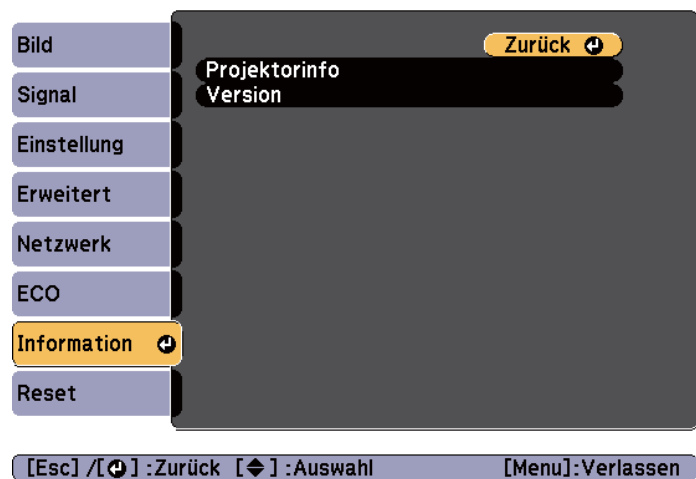 Bild
Signal
Einstellung
Erweitert
Netzwerk
ECO
Information
Reset
Zurück
Projektorinfo
Version
[Esc] /[ ] :Zurück [ ] :Auswahl [Menu]:Verlassen